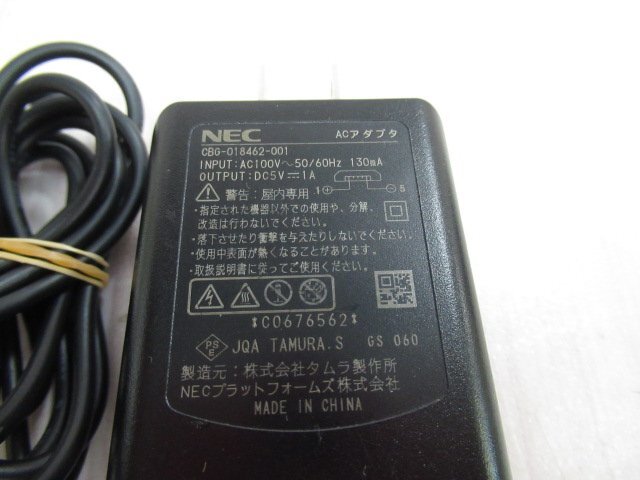 NEC ACアダプタ
CBG-018462-001
INPUT:AC100V～50/60Hz 130mA
OUTPUT:DC5V⎓1A
警告:屋内専用 1 5
・指定された機器以外での使用や、分解、
改造は行わないでください。
・落下させたり衝撃を与えたりしないでください。
・使用中表面が熱くなることがあります。
・取扱説明書に従ってご使用ください。
*C0676562*
PSE JQA TAMURA.S GS 060
製造元:株式会社タムラ製作所
NECプラットフォームズ株式会社
MADE IN CHINA